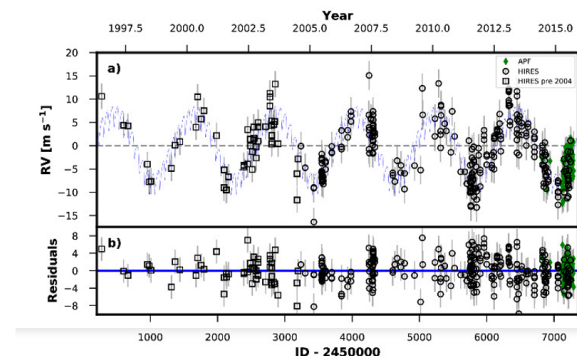 Year
1997.5 2000.0 2002.5 2005.0 2007.5 2010.0 2012.5 2015.0
a)
APF
HIRES
HIRES pre 2004
RV [m s⁻¹]
20
15
10
5
0
−5
−10
−15
b)
Residuals
8
4
0
−4
−8
1000 2000 3000 4000 5000 6000 7000
JD - 2450000